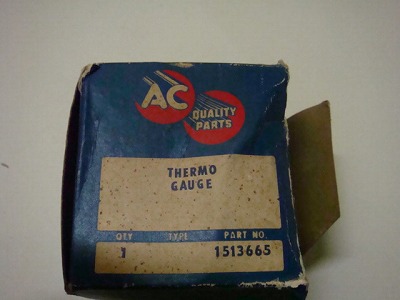 AC
QUALITY
PARTS
THERMO
GAUGE
QTY TYPE PART NO.
1 1513665